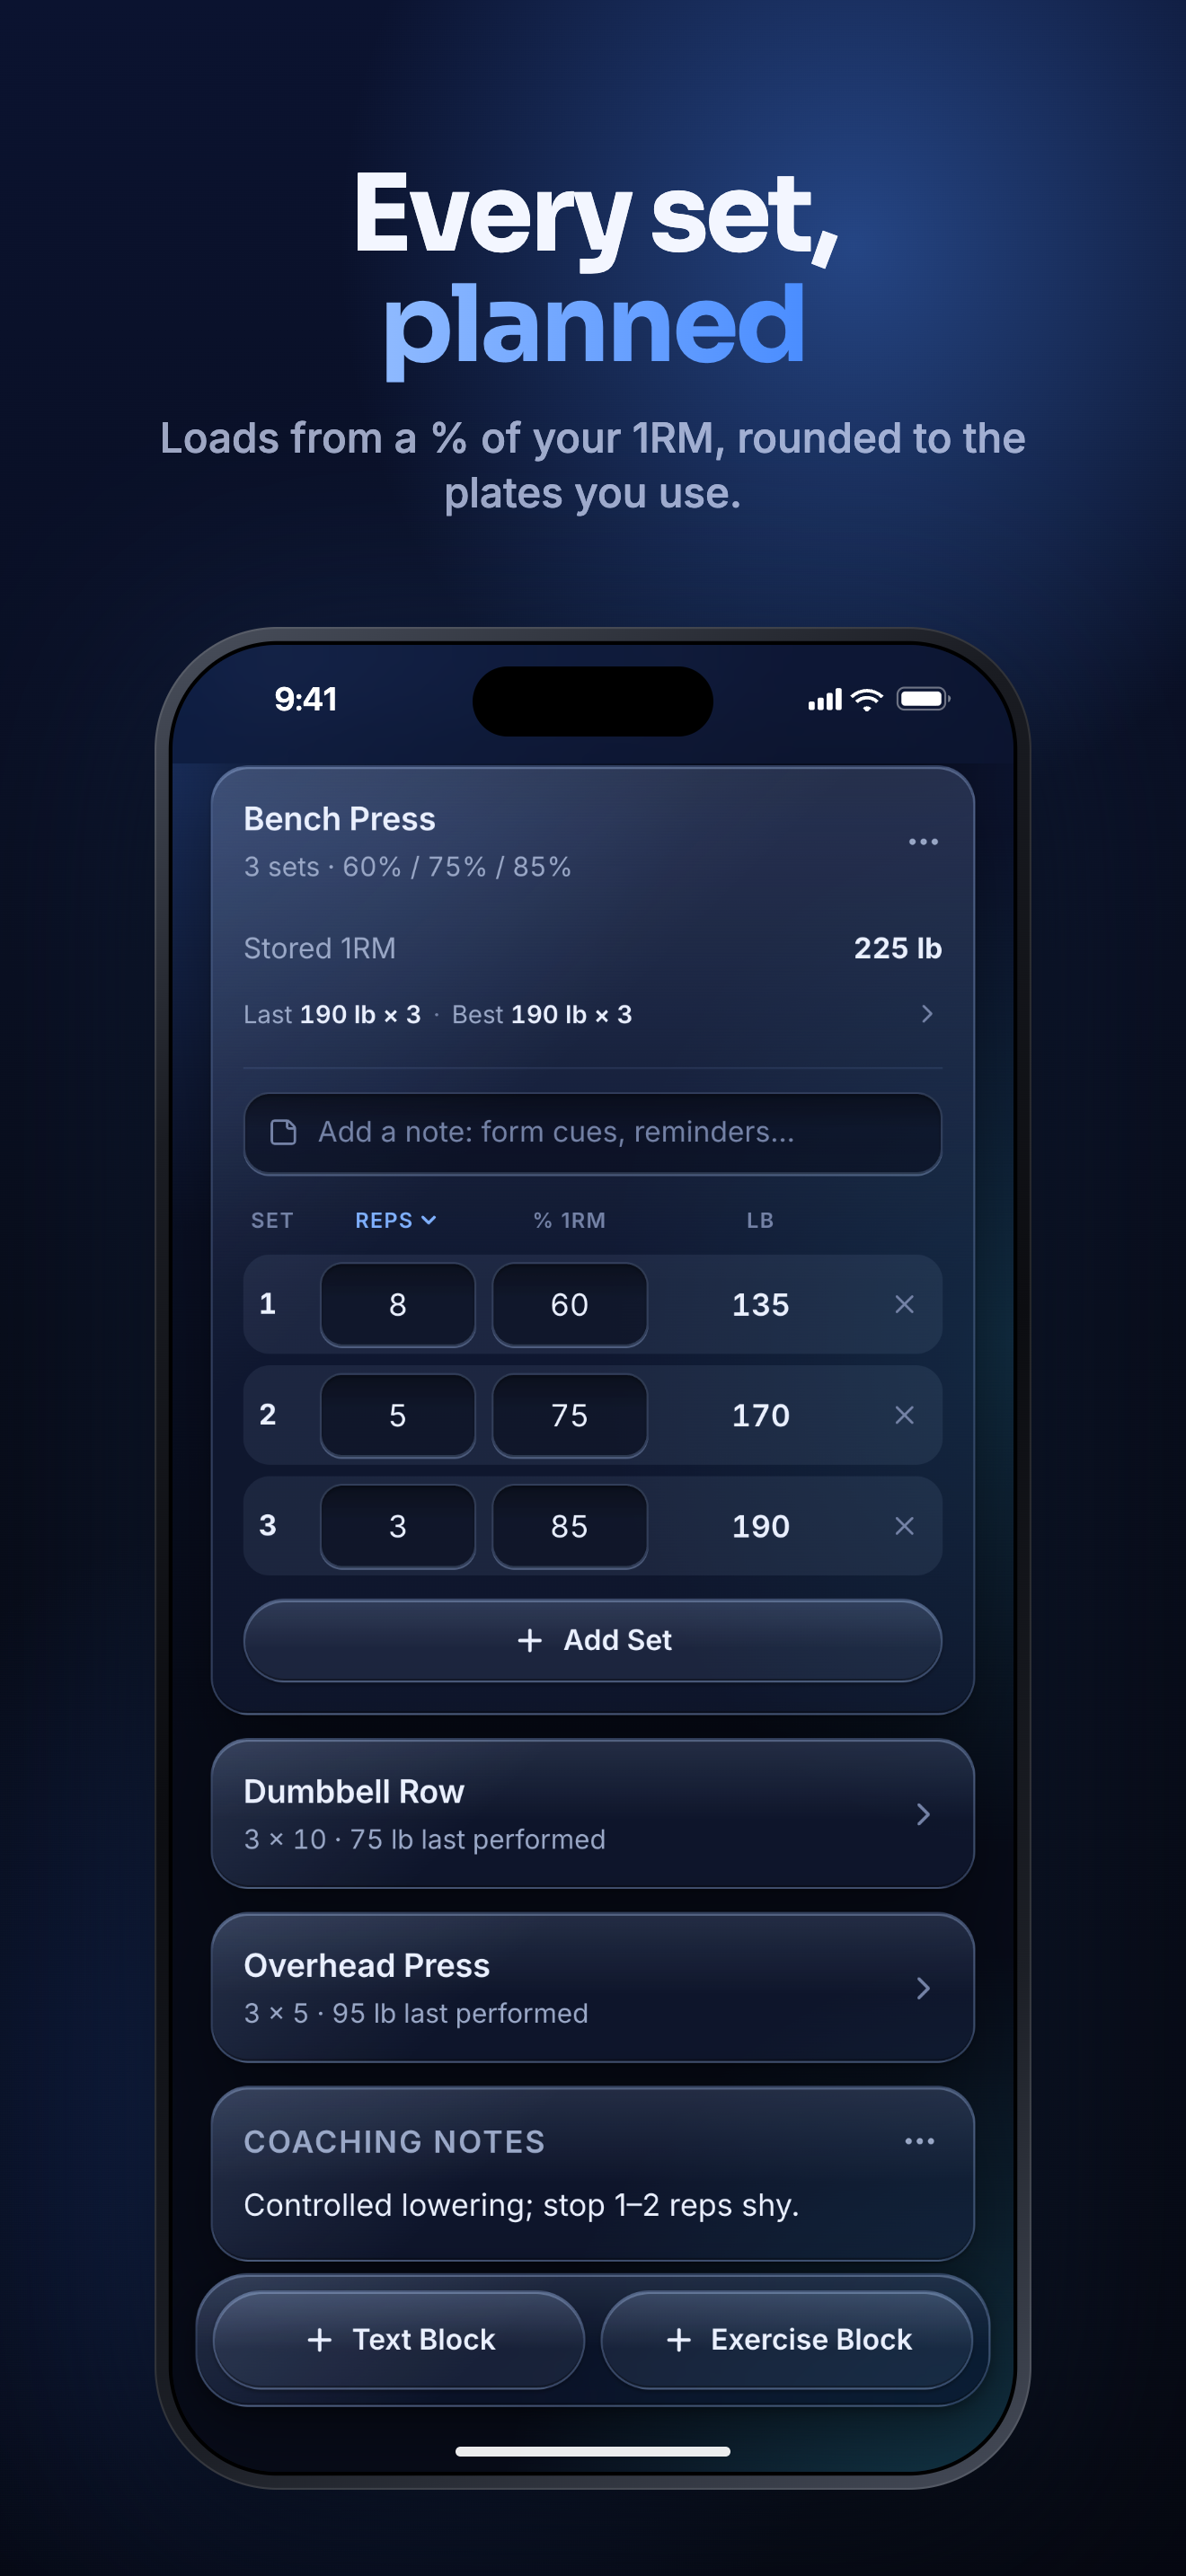 Every set,
planned
Loads from a % of your 1RM, rounded to the
plates you use.
9:41
Bench Press
3 sets · 60% / 75% / 85%
Stored 1RM 225 lb
Last 190 lb × 3 · Best 190 lb × 3
Add a note: form cues, reminders...
SET REPS % 1RM LB
1 8 60 135
2 5 75 170
3 3 85 190
+ Add Set
Dumbbell Row
3 × 10 · 75 lb last performed
Overhead Press
3 × 5 · 95 lb last performed
COACHING NOTES
Controlled lowering; stop 1–2 reps shy.
+ Text Block + Exercise Block